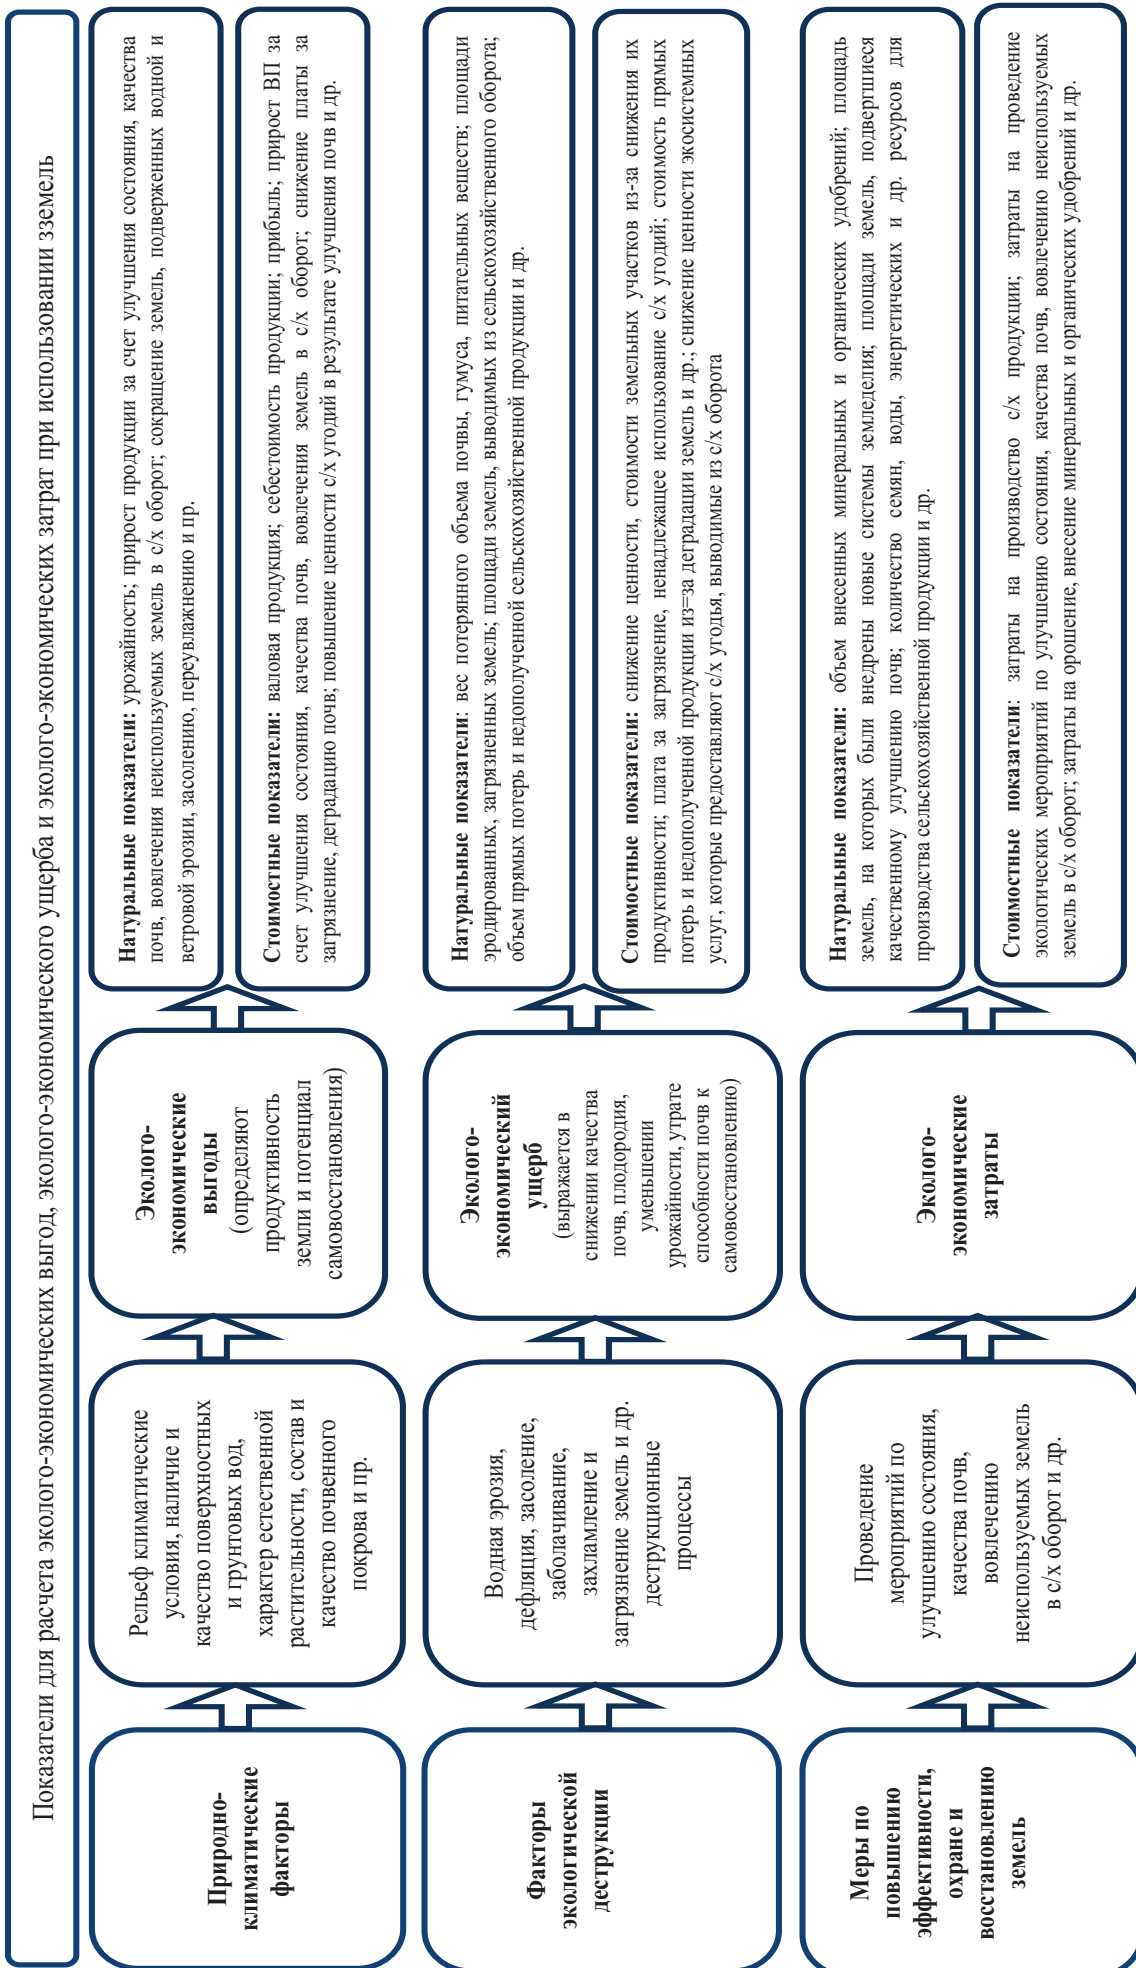 Показатели для расчета эколого-экономических выгод, эколого-экономического ущерба и эколого-экономических затрат при использовании зземель
Природно-
климатические
факторы
Рельеф климатические
условия, наличие и
качество поверхностных
и грунтовых вод,
характер естественной
растительности, состав и
качество почвенного
покрова и пр.
Эколого-
экономические
выгоды
(определяют
продуктивность
земли и потенциал
самовосстановления)
Натуральные показатели: урожайность; прирост продукции за счет улучшения состояния, качества
почв, вовлечения неиспользуемых земель в с/х оборот; сокращение земель, подверженных водной и
ветровой эрозии, засолению, переувлажнению и пр.
Стоимостные показатели: валовая продукция; себестоимость продукции; прибыль; прирост ВП за
счет улучшения состояния, качества почв, вовлечения земель в с/х оборот; снижение платы за
загрязнение, деградацию почв; повышение ценности с/х угодий в результате улучшения почв и др.
Факторы
экологической
деструкции
Водная эрозия,
дефляция, засоление,
заболачивание,
захламление и
загрязнение земель и др.
деструкционные
процессы
Эколого-
экономический
ущерб
(выражается в
снижении качества
почв, плодородия,
уменьшении
урожайности, утрате
способности почв к
самовосстановлению)
Натуральные показатели: вес потерянного объема почвы, гумуса, питательных веществ; площади
эродированных, загрязненных земель; площади земель, выводимых из сельскохозяйственного оборота;
объем прямых потерь и недополученной сельскохозяйственной продукции и др.
Стоимостные показатели: снижение ценности, стоимости земельных участков из-за снижения их
продуктивности; плата за загрязнение, ненадлежащее использование с/х угодий; стоимость прямых
потерь и недополученной продукции из=за деградации земель и др.; снижение ценности экосистемных
услуг, которые предоставляют с/х угодья, выводимые из с/х оборота
Меры по
повышению
эффективности,
охране и
восстановлению
земель
Проведение
мероприятий по
улучшению состояния,
качества почв,
вовлечению
неиспользуемых земель
в с/х оборот и др.
Эколого-
экономические
затраты
Натуральные показатели: объем внесенных минеральных и органических удобрений; площадь
земель, на которых были внедрены новые системы земледелия; площади земель, подвергшиеся
качественному улучшению почв; количество семян, воды, энергетических и др. ресурсов для
производства сельскохозяйственной продукции и др.
Стоимостные показатели: затраты на производство с/х продукции; затраты на проведение
экологических мероприятий по улучшению состояния, качества почв, вовлечению неиспользуемых
земель в с/х оборот; затраты на орошение, внесение минеральных и органических удобрений и др.